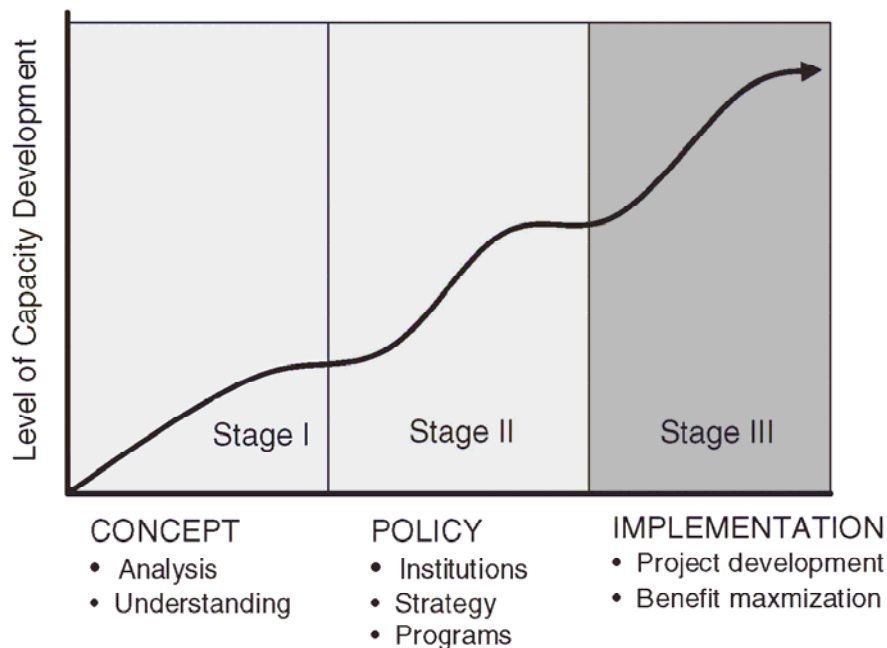 Level of Capacity Development
Stage I
Stage II
Stage III
CONCEPT
• Analysis
• Understanding
POLICY
• Institutions
• Strategy
• Programs
IMPLEMENTATION
• Project development
• Benefit maxmization